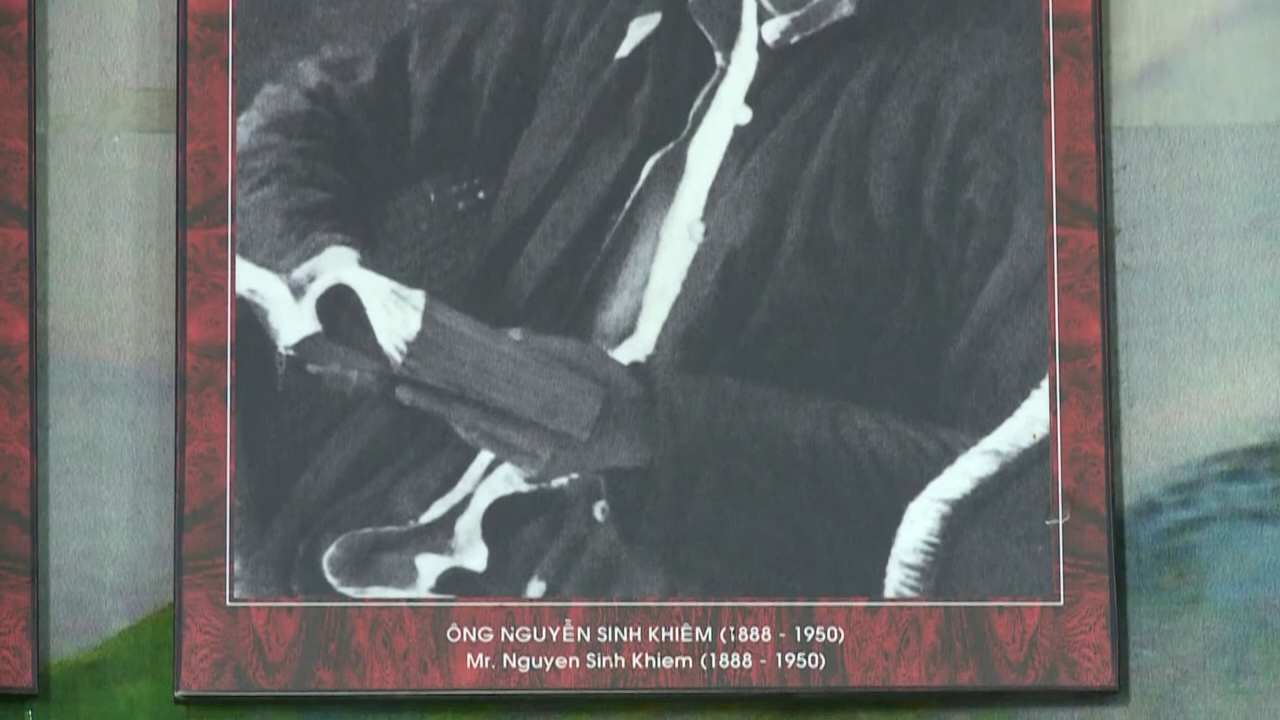 ÔNG NGUYỄN SINH KHIÊM (1888 - 1950)
Mr. Nguyen Sinh Khiem (1888 - 1950)